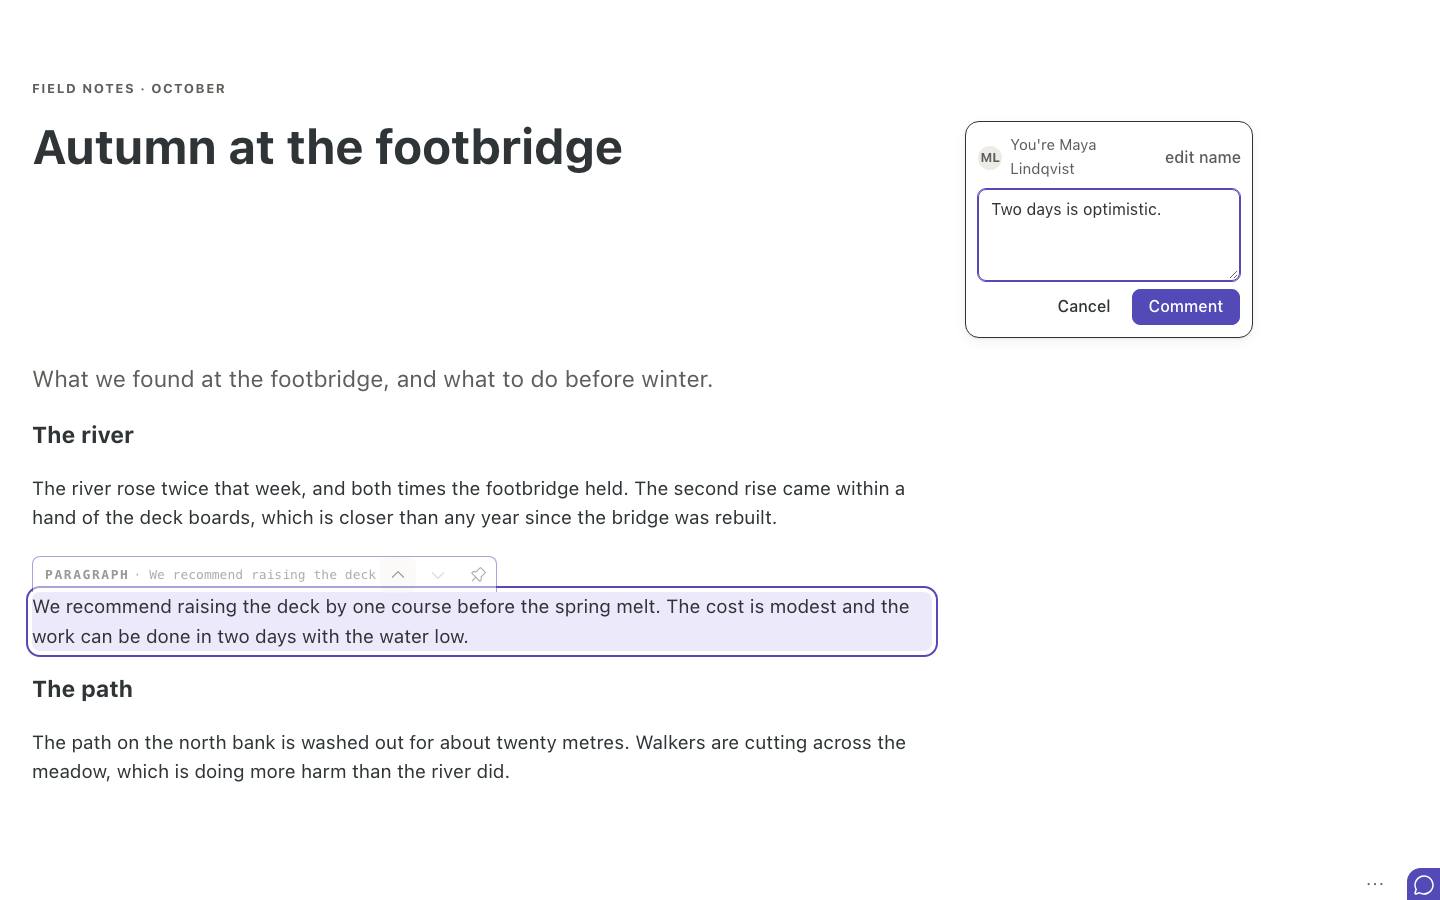 FIELD NOTES · OCTOBER
Autumn at the footbridge
ML
You're Maya
Lindqvist
edit name
Two days is optimistic.
Cancel
Comment
What we found at the footbridge, and what to do before winter.
The river
The river rose twice that week, and both times the footbridge held. The second rise came within a
hand of the deck boards, which is closer than any year since the bridge was rebuilt.
PARAGRAPH · We recommend raising the deck
We recommend raising the deck by one course before the spring melt. The cost is modest and the
work can be done in two days with the water low.
The path
The path on the north bank is washed out for about twenty metres. Walkers are cutting across the
meadow, which is doing more harm than the river did.